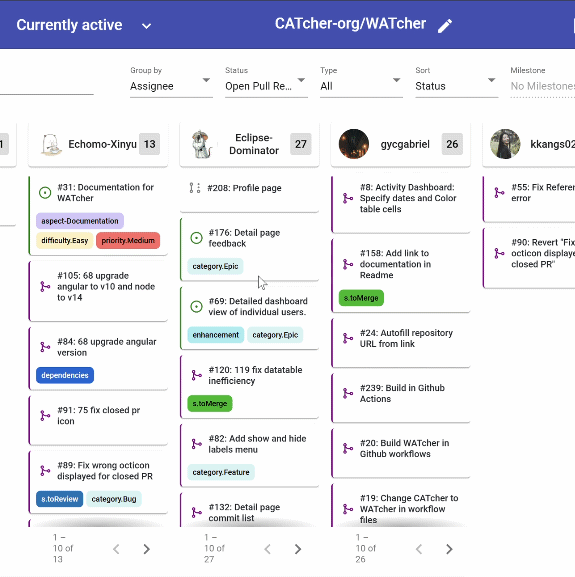 Currently active
CATcher-org/WATcher
Group by
Assignee
Status
Open Pull Re...
Type
All
Sort
Status
Milestone
No Milestones
1
Echomo-Xinyu 13
#31: Documentation for
WATcher
aspect-Documentation
difficulty.Easy priority.Medium
#105: 68 upgrade
angular to v10 and node
to v14
#84: 68 upgrade angular
version
dependencies
#91: 75 fix closed pr
icon
#89: Fix wrong octicon
displayed for closed PR
s.toReview category.Bug
1 –
10 of
13
Eclipse-
Dominator
27
#208: Profile page
#176: Detail page
feedback
category.Epic
#69: Detailed dashboard
view of individual users.
enhancement category.Epic
#120: 119 fix datatable
inefficiency
s.toMerge
#82: Add show and hide
labels menu
category.Feature
#132: Detail page
commit list
1 –
10 of
27
gycgabriel 26
#8: Activity Dashboard:
Specify dates and Color
table cells
#158: Add link to
documentation in
Readme
s.toMerge
#24: Autofill repository
URL from link
#239: Build in Github
Actions
#20: Build WATcher in
Github workflows
#19: Change CATcher to
WATcher in workflow
files
1 –
10 of
26
kkangs02
#55: Fix Refere
error
#90: Revert "Fix
octicon displaye
closed PR"